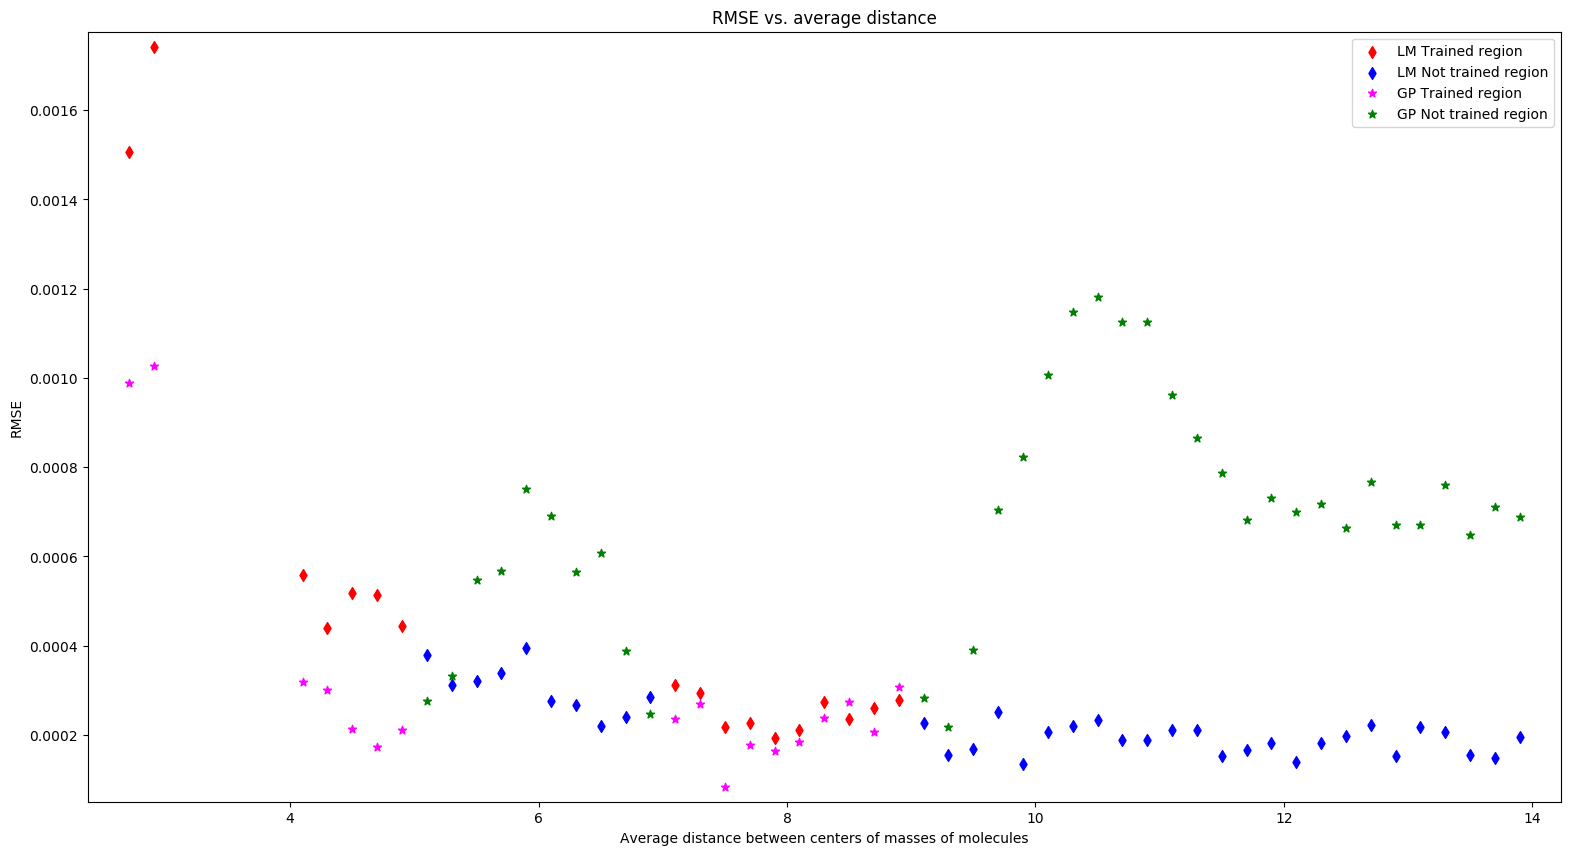 RMSE vs. average distance
LM Trained region
LM Not trained region
GP Trained region
GP Not trained region
0.0016
0.0014
0.0012
0.0010
0.0008
0.0006
0.0004
0.0002
RMSE
4 6 8 10 12 14
Average distance between centers of masses of molecules